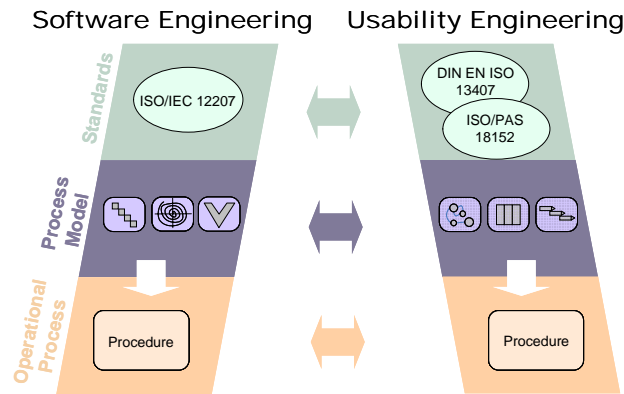 Software Engineering
Usability Engineering
Standards
ISO/IEC 12207
DIN EN ISO
13407
ISO/PAS
18152
Process
Model
Operational
Process
Procedure
Procedure